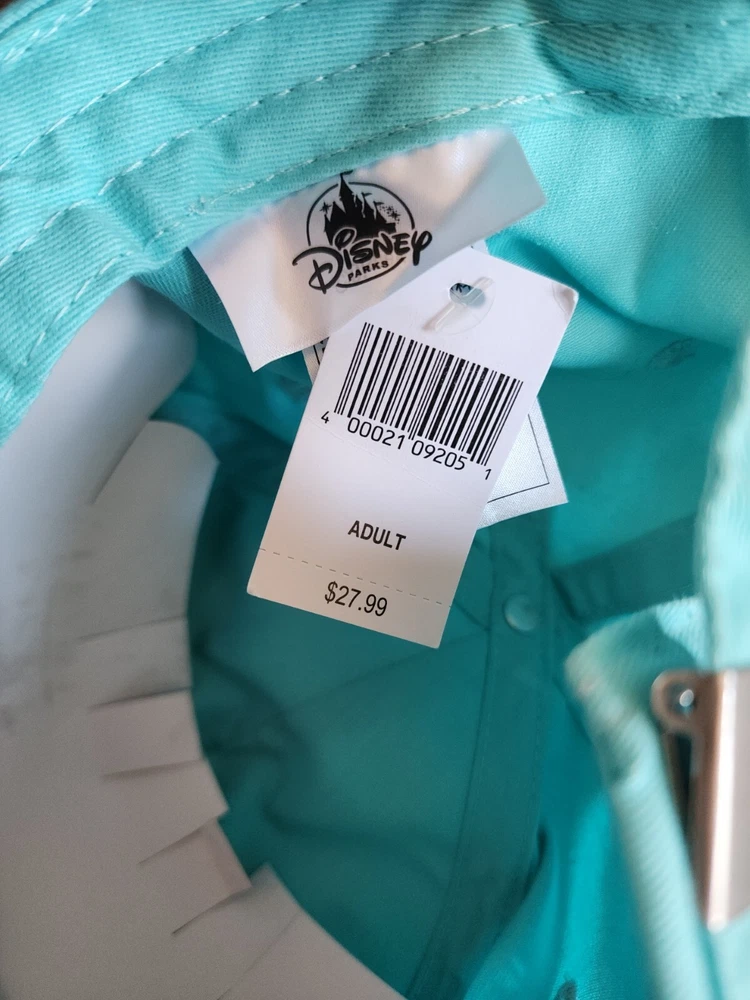 Disney
PARKS
4 00021 09205 1
ADULT
$27.99